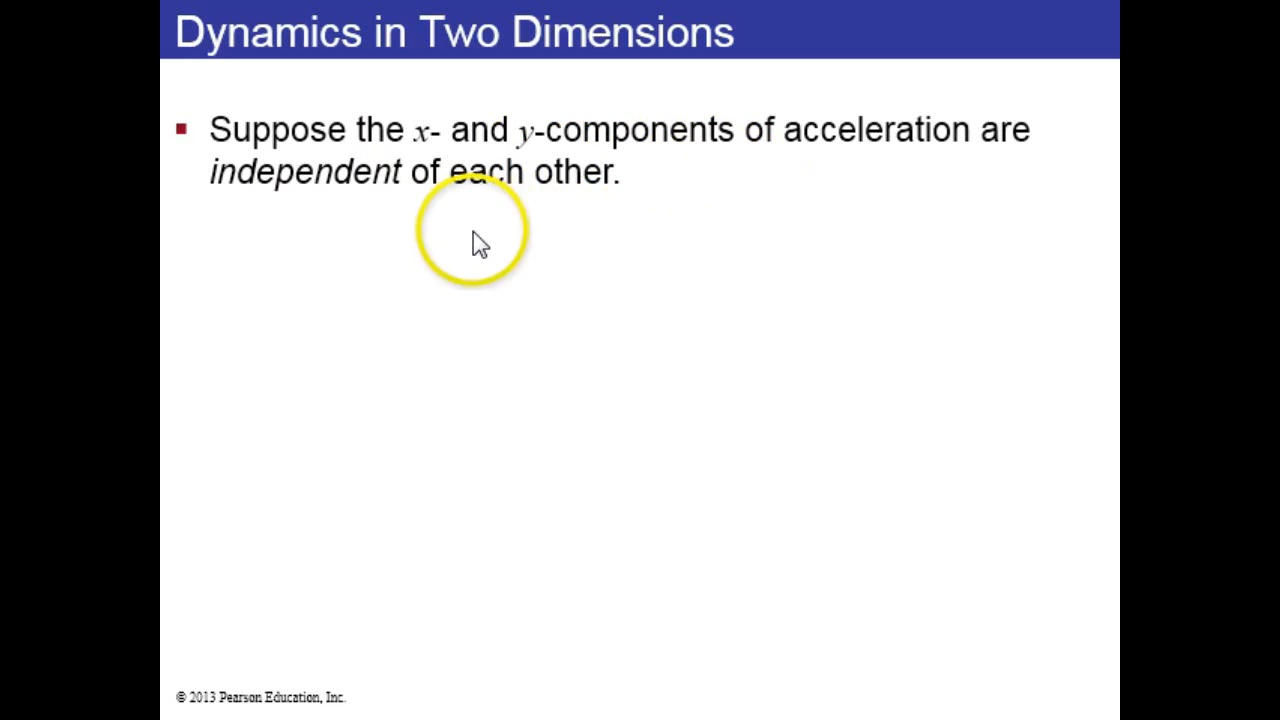 Dynamics in Two Dimensions
▪ Suppose the x- and y-components of acceleration are
independent of each other.
© 2013 Pearson Education, Inc.